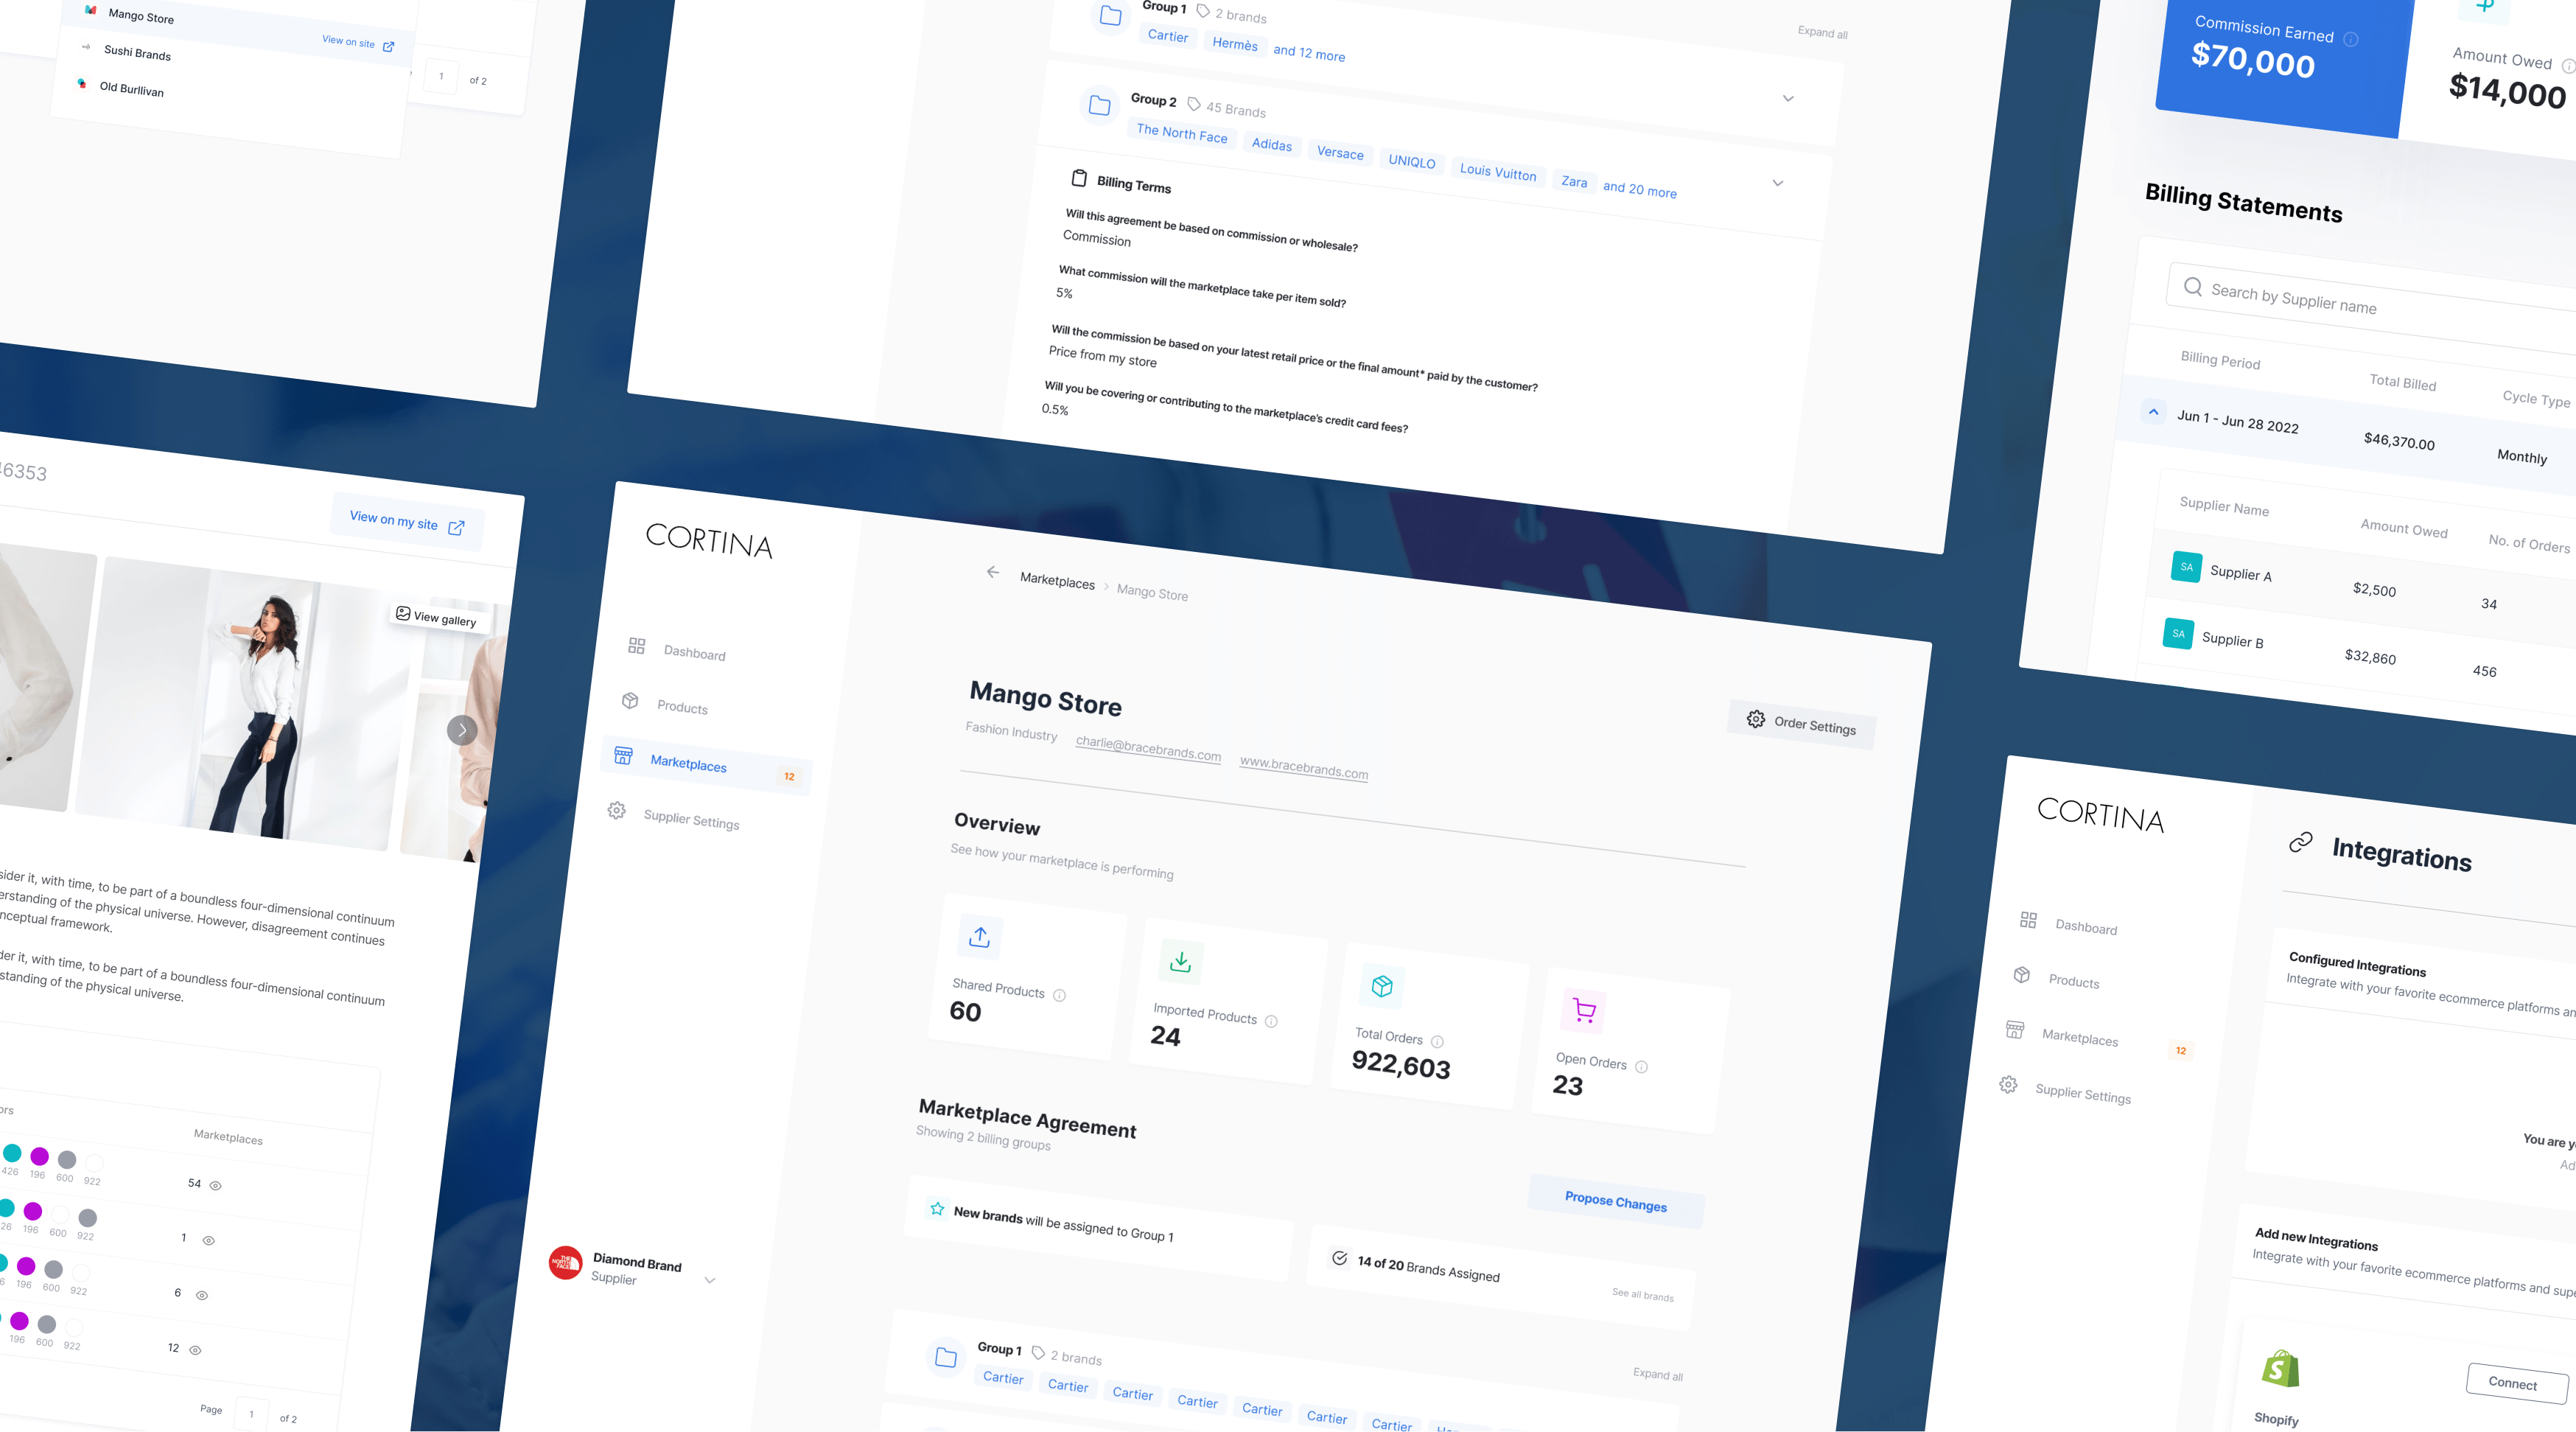 Mango Store
View on site
Sushi Brands
1
of 2
Old Burllivan
Group 1
2 brands
Expand all
Cartier
Hermès
and 12 more
Group 2
45 Brands
The North Face
Adidas
Versace
UNIQLO
Louis Vuitton
Zara
and 20 more
Billing Terms
Will this agreement be based on commission or wholesale?
Commission
What commission will the marketplace take per item sold?
5%
Will the commission be based on your latest retail price or the final amount* paid by the customer?
Price from my store
Will you be covering or contributing to the marketplace's credit card fees?
0.5%
Commission Earned
$70,000
Amount Owed
$14,000
Billing Statements
Search by Supplier name
Billing Period
Total Billed
Cycle Type
Jun 1 - Jun 28 2022
$46,370.00
Monthly
Supplier Name
Amount Owed
No. of Orders
SA
Supplier A
$2,500
34
SA
Supplier B
$32,860
456
46353
View on my site
View gallery
sider it, with time, to be part of a boundless four-dimensional continuum
erstanding of the physical universe. However, disagreement continues
nceptual framework.
der it, with time, to be part of a boundless four-dimensional continuum
standing of the physical universe.
ors
Marketplaces
426
196
600
922
54
26
196
600
922
1
6
196
600
922
6
196
600
922
12
Page
1
of 2
CORTINA
Dashboard
Products
Marketplaces
12
Supplier Settings
THE NORTH FACE
Diamond Brand
Supplier
Marketplaces
Mango Store
Mango Store
Order Settings
Fashion Industry
charlie@bracebrands.com
www.bracebrands.com
Overview
See how your marketplace is performing
Shared Products
60
Imported Products
24
Total Orders
922,603
Open Orders
23
Marketplace Agreement
Showing 2 billing groups
Propose Changes
New brands will be assigned to Group 1
14 of 20 Brands Assigned
See all brands
Group 1
2 brands
Expand all
Cartier
Cartier
Cartier
Cartier
Cartier
Cartier
Cartier
CORTINA
Dashboard
Products
Marketplaces
12
Supplier Settings
Integrations
Configured Integrations
Integrate with your favorite ecommerce platforms an
You are y
Ad
Add new Integrations
Integrate with your favorite ecommerce platforms and supe
Connect
Shopify